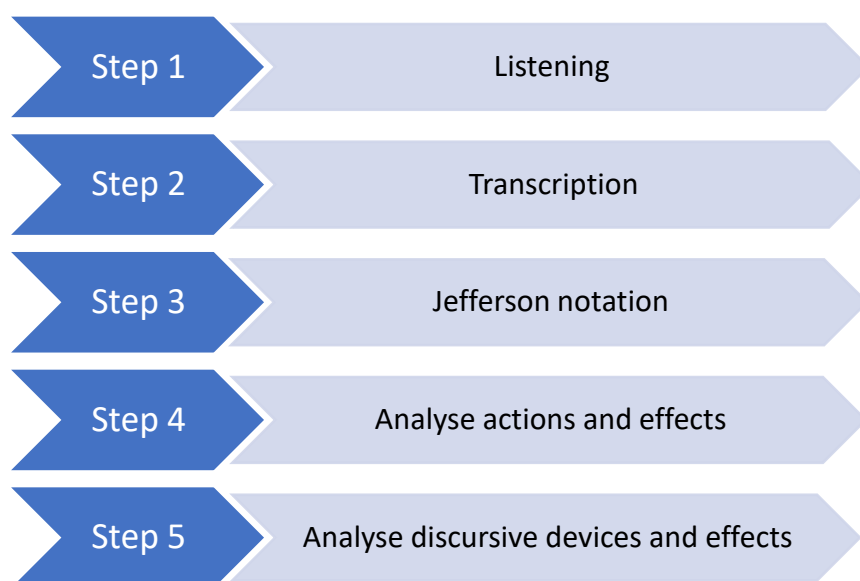 Step 1 Listening
Step 2 Transcription
Step 3 Jefferson notation
Step 4 Analyse actions and effects
Step 5 Analyse discursive devices and effects